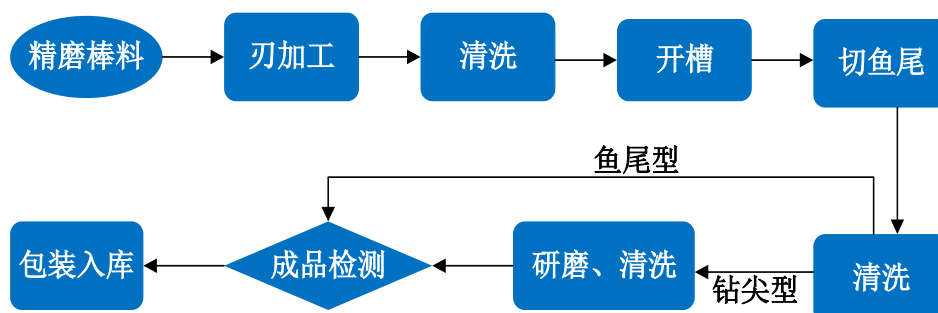 精磨棒料
刃加工
清洗
开槽
切鱼尾
鱼尾型
包装入库
成品检测
研磨、清洗
钻尖型
清洗